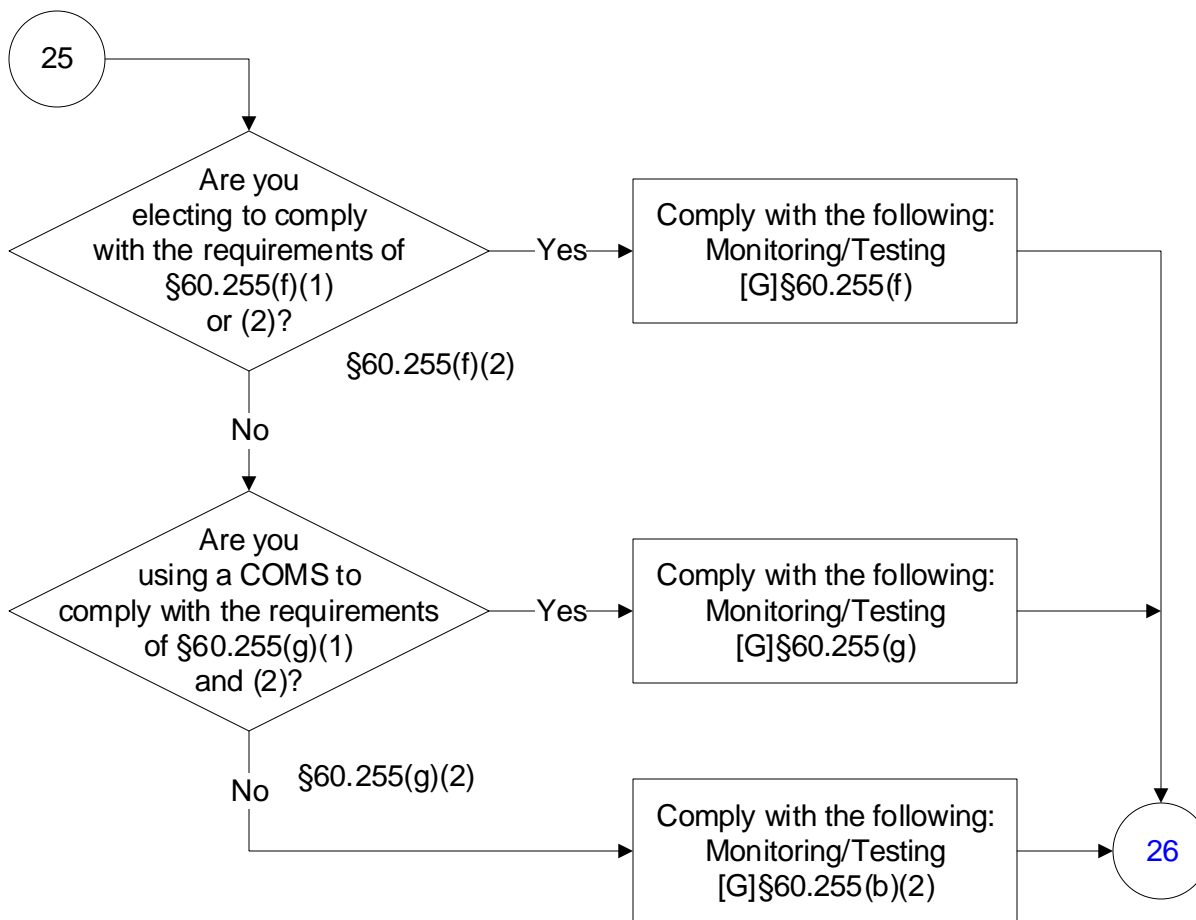 25
Are you
electing to comply
with the requirements of
§60.255(f)(1)
or (2)?
Yes
Comply with the following:
Monitoring/Testing
[G]§60.255(f)
§60.255(f)(2)
No
Are you
using a COMS to
comply with the requirements
of §60.255(g)(1)
and (2)?
Yes
Comply with the following:
Monitoring/Testing
[G]§60.255(g)
§60.255(g)(2)
No
Comply with the following:
Monitoring/Testing
[G]§60.255(b)(2)
26